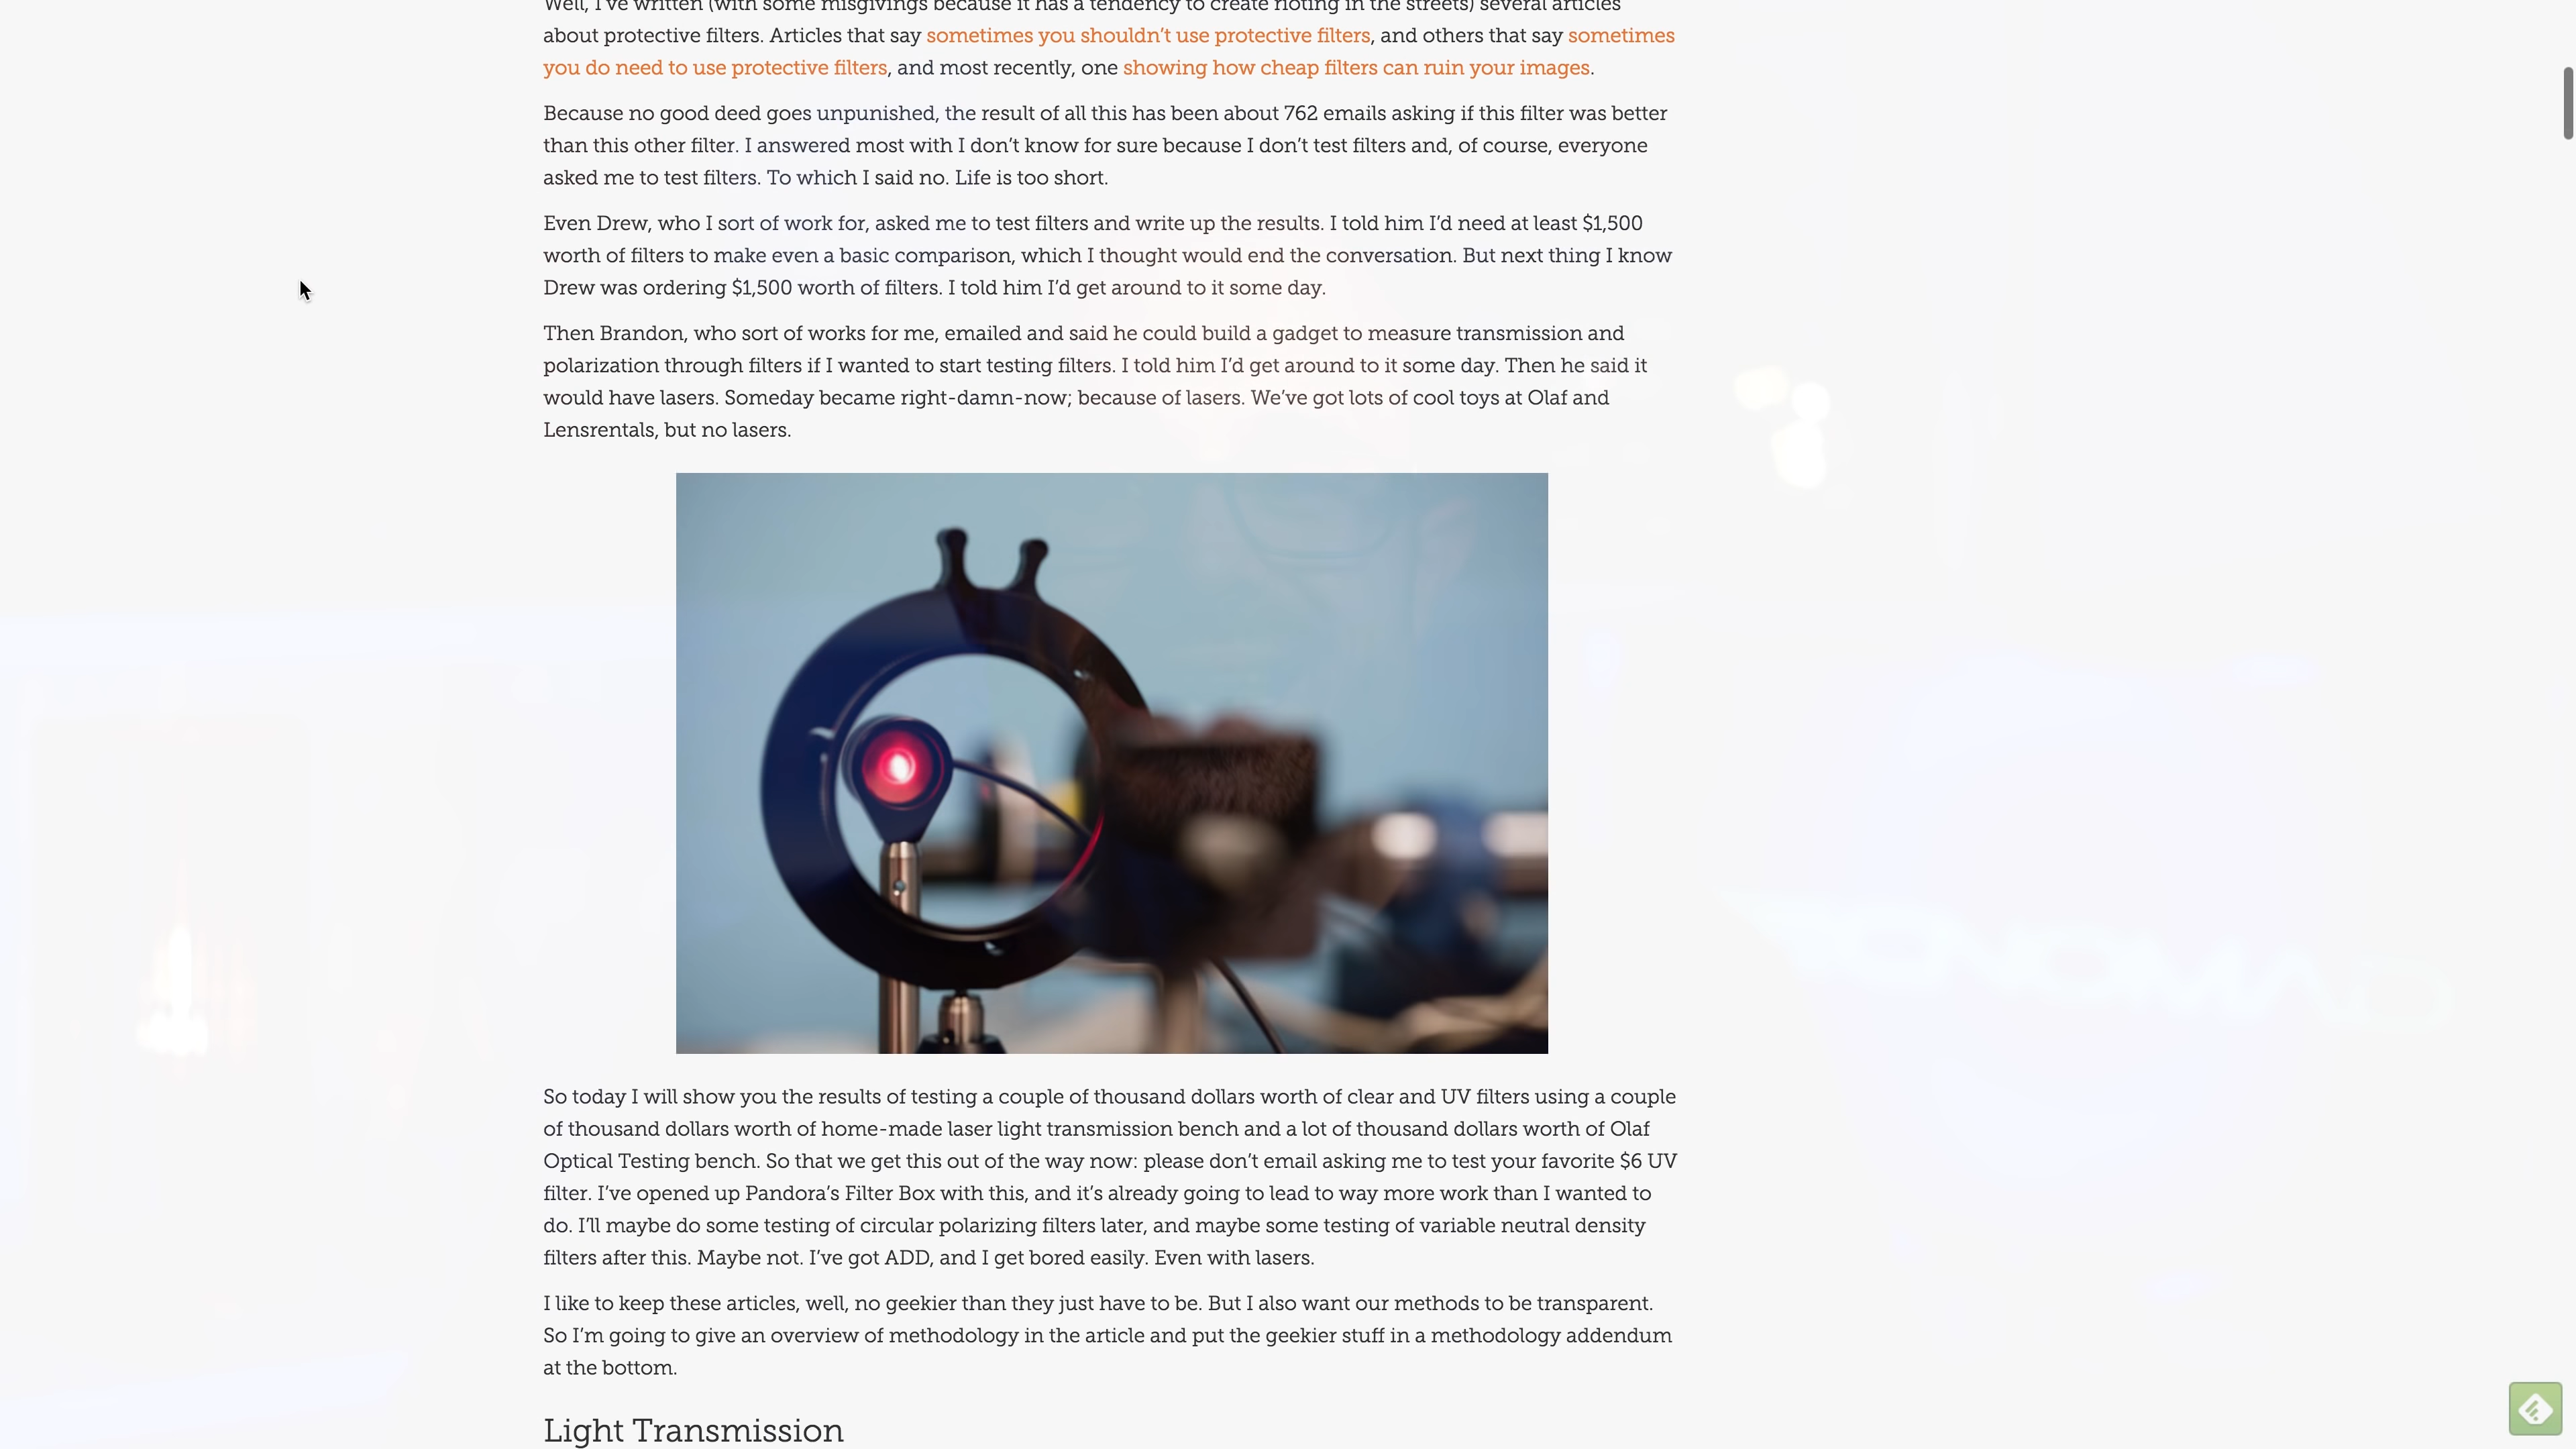 Well, I've written (with some misgivings because it has a tendency to create rioting in the streets) several articles
about protective filters. Articles that say sometimes you shouldn't use protective filters, and others that say sometimes
you do need to use protective filters, and most recently, one showing how cheap filters can ruin your images.
Because no good deed goes unpunished, the result of all this has been about 762 emails asking if this filter was better
than this other filter. I answered most with I don't know for sure because I don't test filters and, of course, everyone
asked me to test filters. To which I said no. Life is too short.
Even Drew, who I sort of work for, asked me to test filters and write up the results. I told him I'd need at least $1,500
worth of filters to make even a basic comparison, which I thought would end the conversation. But next thing I know
Drew was ordering $1,500 worth of filters. I told him I'd get around to it some day.
Then Brandon, who sort of works for me, emailed and said he could build a gadget to measure transmission and
polarization through filters if I wanted to start testing filters. I told him I'd get around to it some day. Then he said it
would have lasers. Someday became right-damn-now; because of lasers. We've got lots of cool toys at Olaf and
Lensrentals, but no lasers.
So today I will show you the results of testing a couple of thousand dollars worth of clear and UV filters using a couple
of thousand dollars worth of home-made laser light transmission bench and a lot of thousand dollars worth of Olaf
Optical Testing bench. So that we get this out of the way now: please don't email asking me to test your favorite $6 UV
filter. I've opened up Pandora's Filter Box with this, and it's already going to lead to way more work than I wanted to
do. I'll maybe do some testing of circular polarizing filters later, and maybe some testing of variable neutral density
filters after this. Maybe not. I've got ADD, and I get bored easily. Even with lasers.
I like to keep these articles, well, no geekier than they just have to be. But I also want our methods to be transparent.
So I'm going to give an overview of methodology in the article and put the geekier stuff in a methodology addendum
at the bottom.
Light Transmission